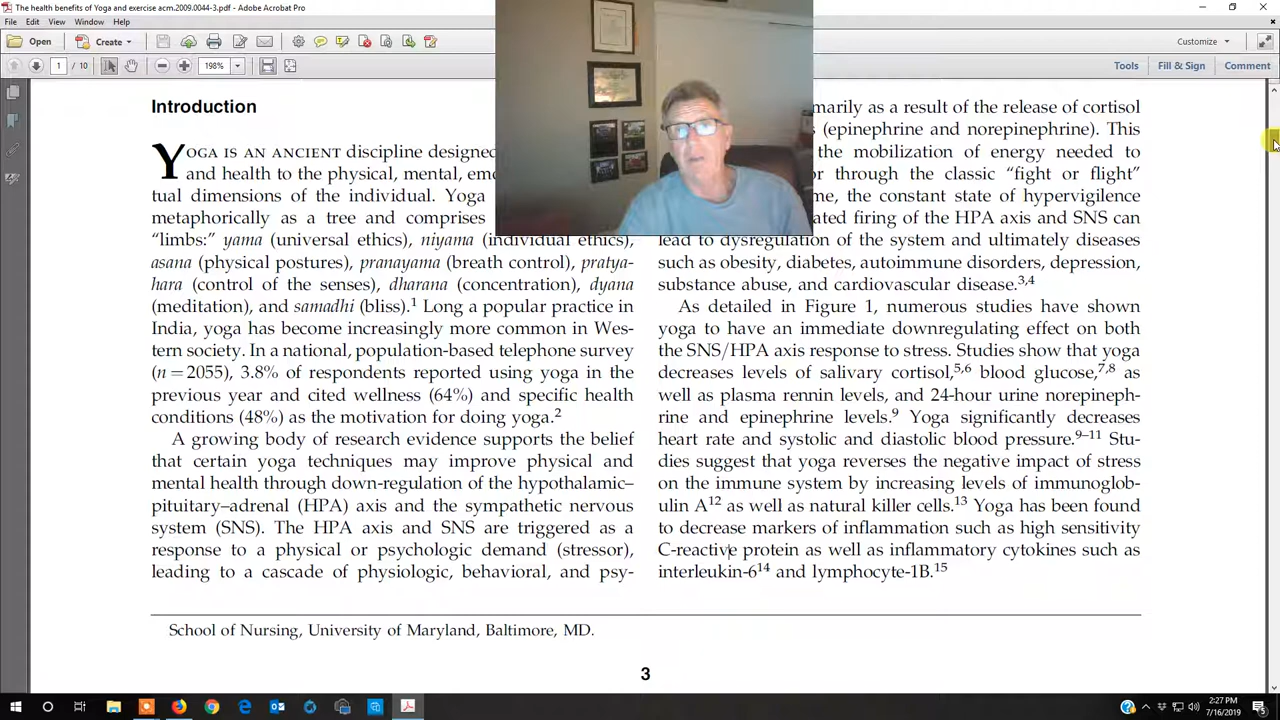 The health benefits of Yoga and exercise acm.2009.0044-3.pdf - Adobe Acrobat Pro
File Edit View Window Help
Open Create Customize
1 / 10 198% Tools Fill & Sign Comment
Introduction
YOGA IS AN ANCIENT discipline designed
and health to the physical, mental, emo
tual dimensions of the individual. Yoga
metaphorically as a tree and comprises
“limbs:” yama (universal ethics), niyama (individual ethics),
asana (physical postures), pranayama (breath control), pratya-
hara (control of the senses), dharana (concentration), dyana
(meditation), and samadhi (bliss).1 Long a popular practice in
India, yoga has become increasingly more common in Wes-
tern society. In a national, population-based telephone survey
(n = 2055), 3.8% of respondents reported using yoga in the
previous year and cited wellness (64%) and specific health
conditions (48%) as the motivation for doing yoga.2
A growing body of research evidence supports the belief
that certain yoga techniques may improve physical and
mental health through down-regulation of the hypothalamic–
pituitary–adrenal (HPA) axis and the sympathetic nervous
system (SNS). The HPA axis and SNS are triggered as a
response to a physical or psychologic demand (stressor),
leading to a cascade of physiologic, behavioral, and psy-
marily as a result of the release of cortisol
(epinephrine and norepinephrine). This
the mobilization of energy needed to
or through the classic “fight or flight”
me, the constant state of hypervigilence
ated firing of the HPA axis and SNS can
lead to dysregulation of the system and ultimately diseases
such as obesity, diabetes, autoimmune disorders, depression,
substance abuse, and cardiovascular disease.3,4
As detailed in Figure 1, numerous studies have shown
yoga to have an immediate downregulating effect on both
the SNS/HPA axis response to stress. Studies show that yoga
decreases levels of salivary cortisol,5,6 blood glucose,7,8 as
well as plasma rennin levels, and 24-hour urine norepineph-
rine and epinephrine levels.9 Yoga significantly decreases
heart rate and systolic and diastolic blood pressure.9–11 Stu-
dies suggest that yoga reverses the negative impact of stress
on the immune system by increasing levels of immunoglob-
ulin A12 as well as natural killer cells.13 Yoga has been found
to decrease markers of inflammation such as high sensitivity
C-reactive protein as well as inflammatory cytokines such as
interleukin-614 and lymphocyte-1B.15
School of Nursing, University of Maryland, Baltimore, MD.
3
2:27 PM
7/16/2019